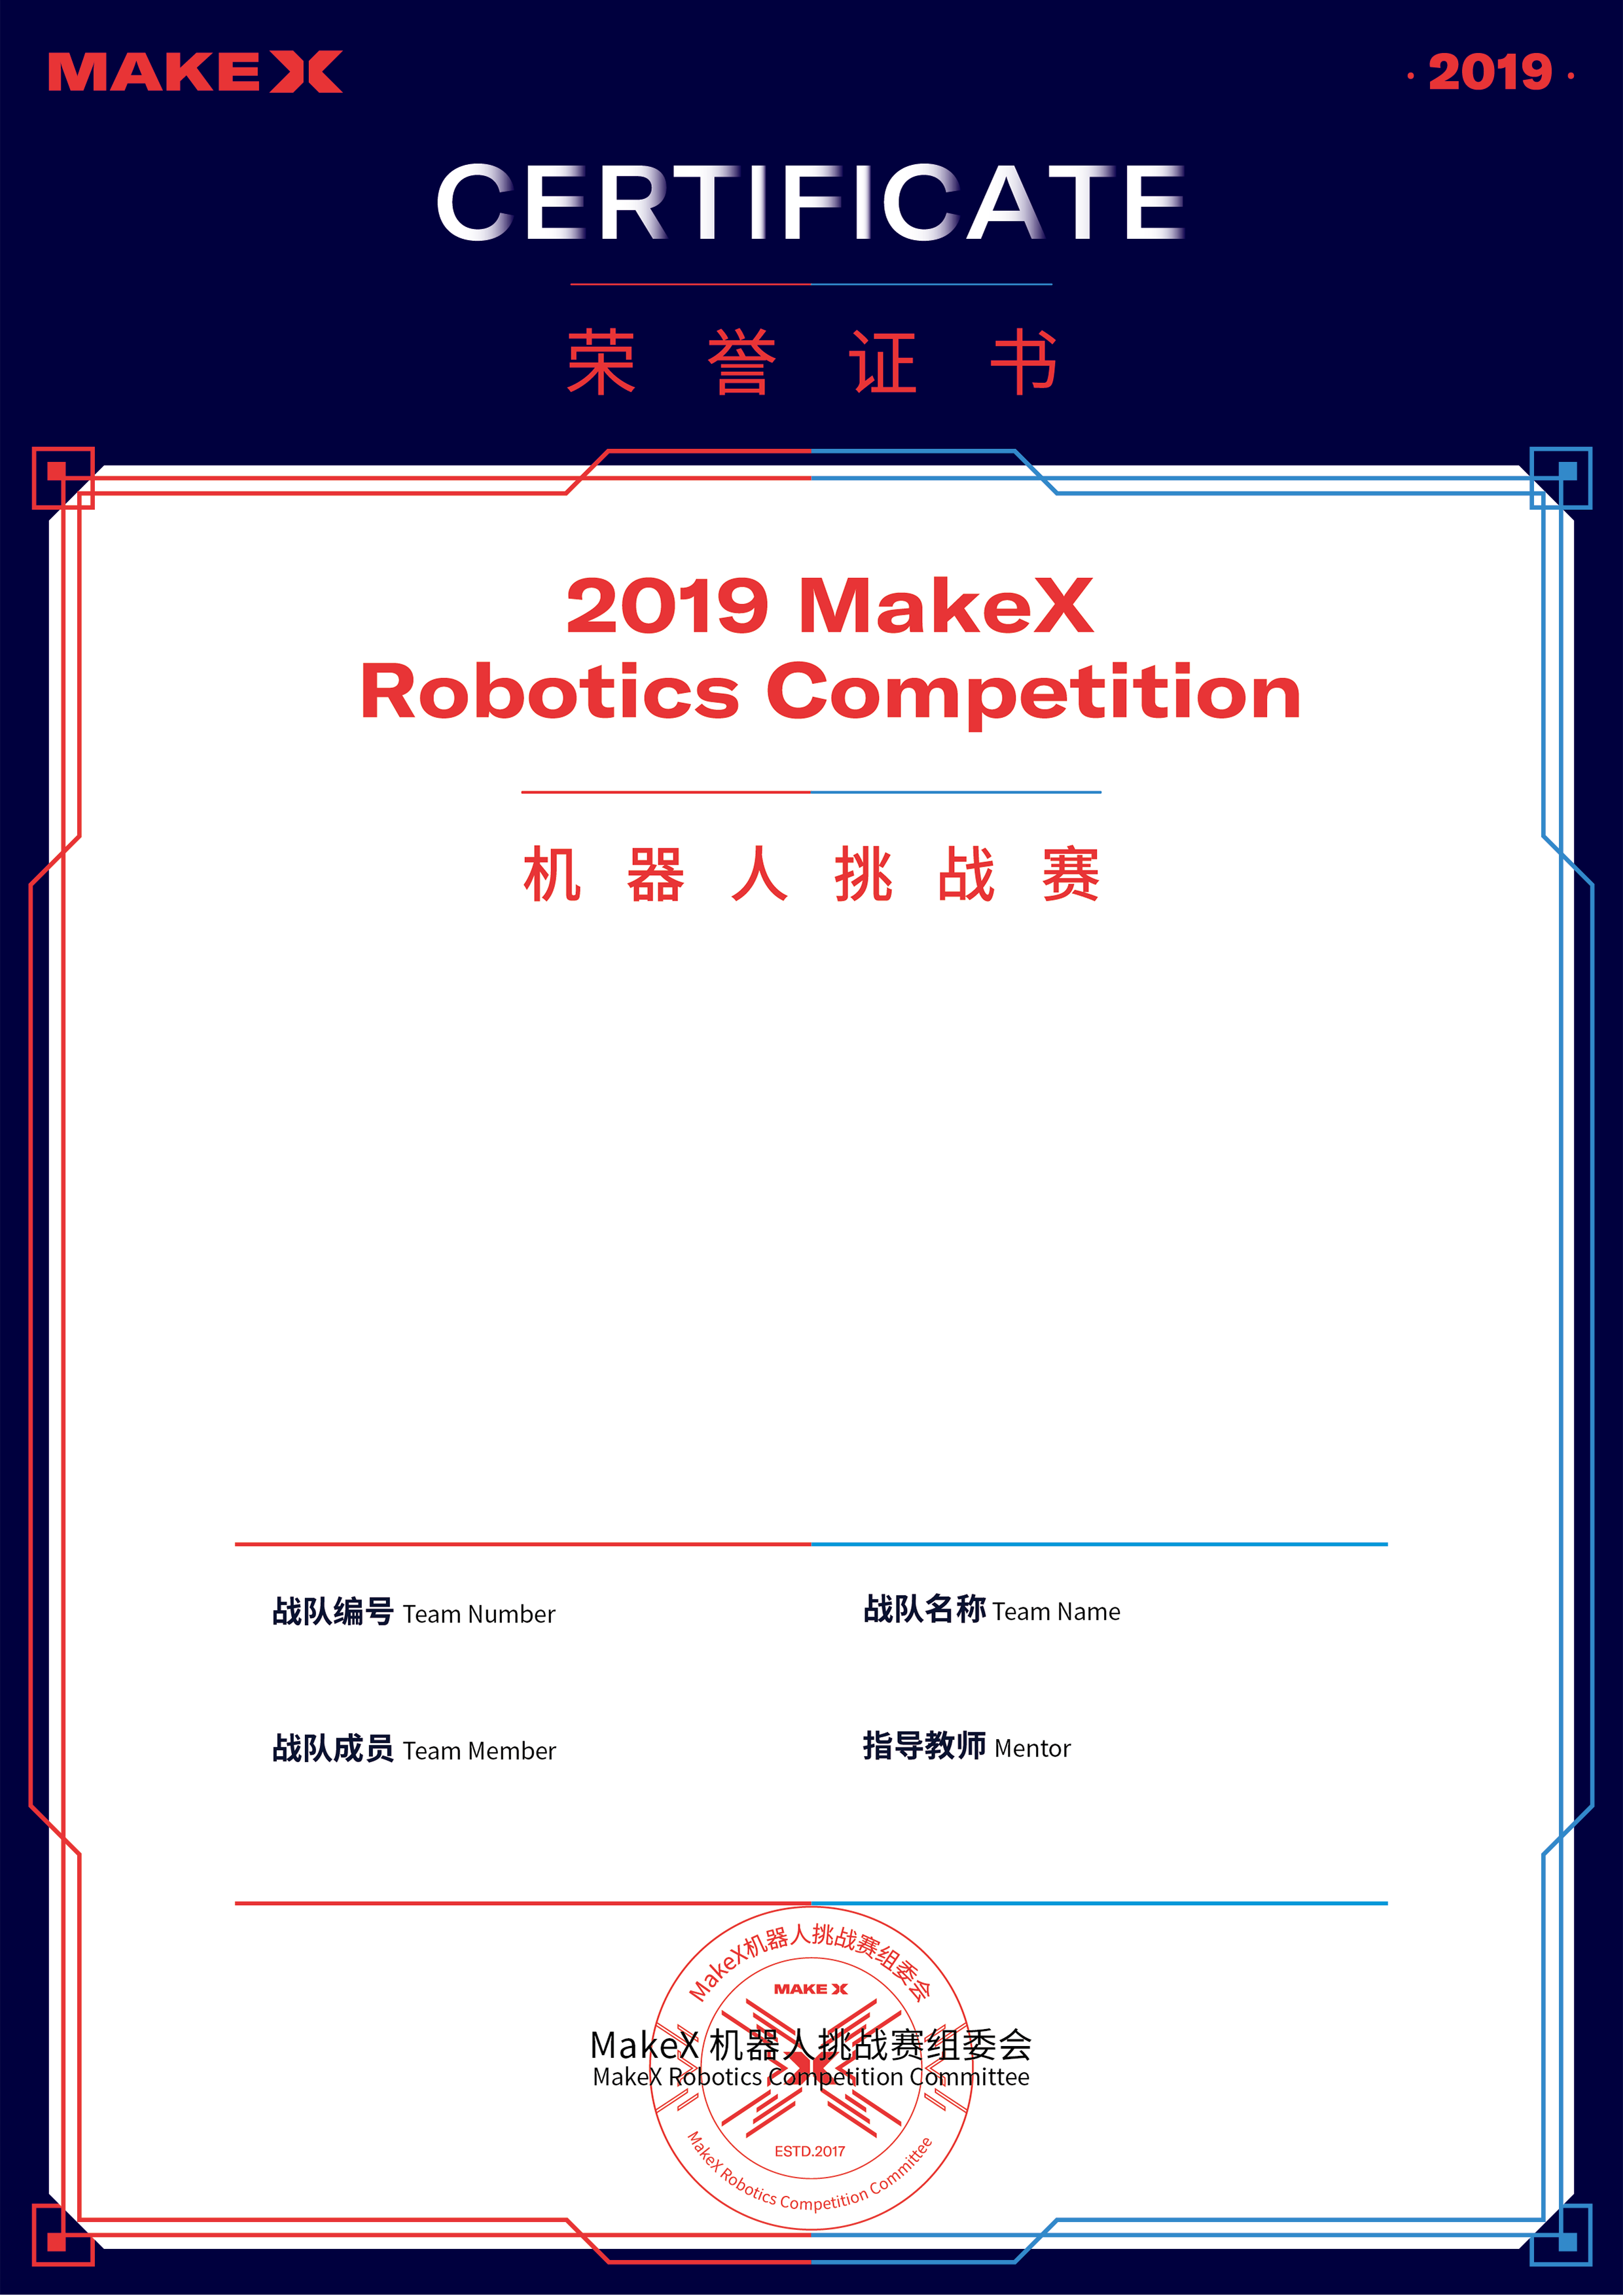 MAKEX
· 2019 ·
CERTIFICATE
荣誉证书
2019 MakeX
Robotics Competition
机器人挑战赛
战队编号 Team Number
战队名称 Team Name
战队成员 Team Member
指导教师 Mentor
MakeX机器人挑战赛组委会
MAKE X
MakeX 机器人挑战赛组委会
MakeX Robotics Competition Committee
ESTD.2017
MakeX Robotics Competition Committee